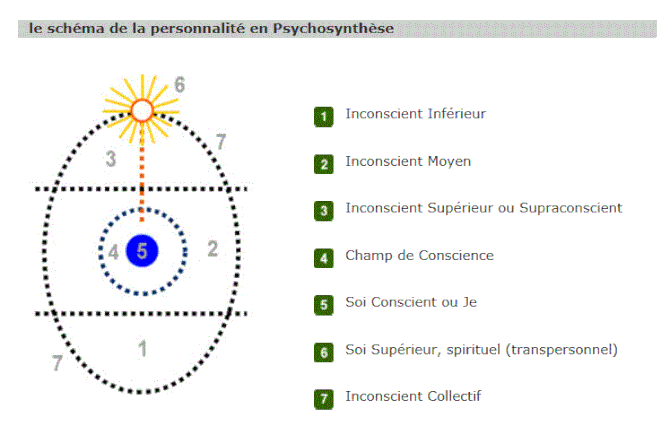 le schéma de la personnalité en Psychosynthèse
6
7
3
4
5
2
1
7
1 Inconscient Inférieur
2 Inconscient Moyen
3 Inconscient Supérieur ou Supraconscient
4 Champ de Conscience
5 Soi Conscient ou Je
6 Soi Supérieur, spirituel (transpersonnel)
7 Inconscient Collectif